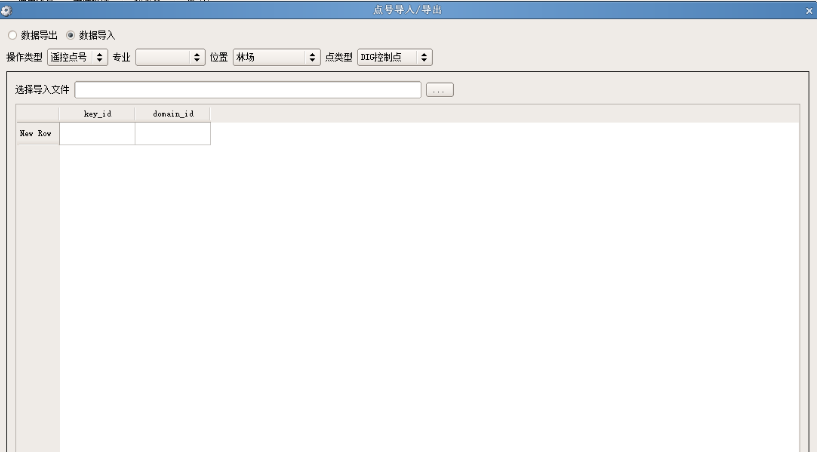 点号导入/导出
数据导出 数据导入
操作类型 遥控点号 专业 位置 林场 点类型 DIG控制点
选择导入文件 ...
key_id domain_id
New Row